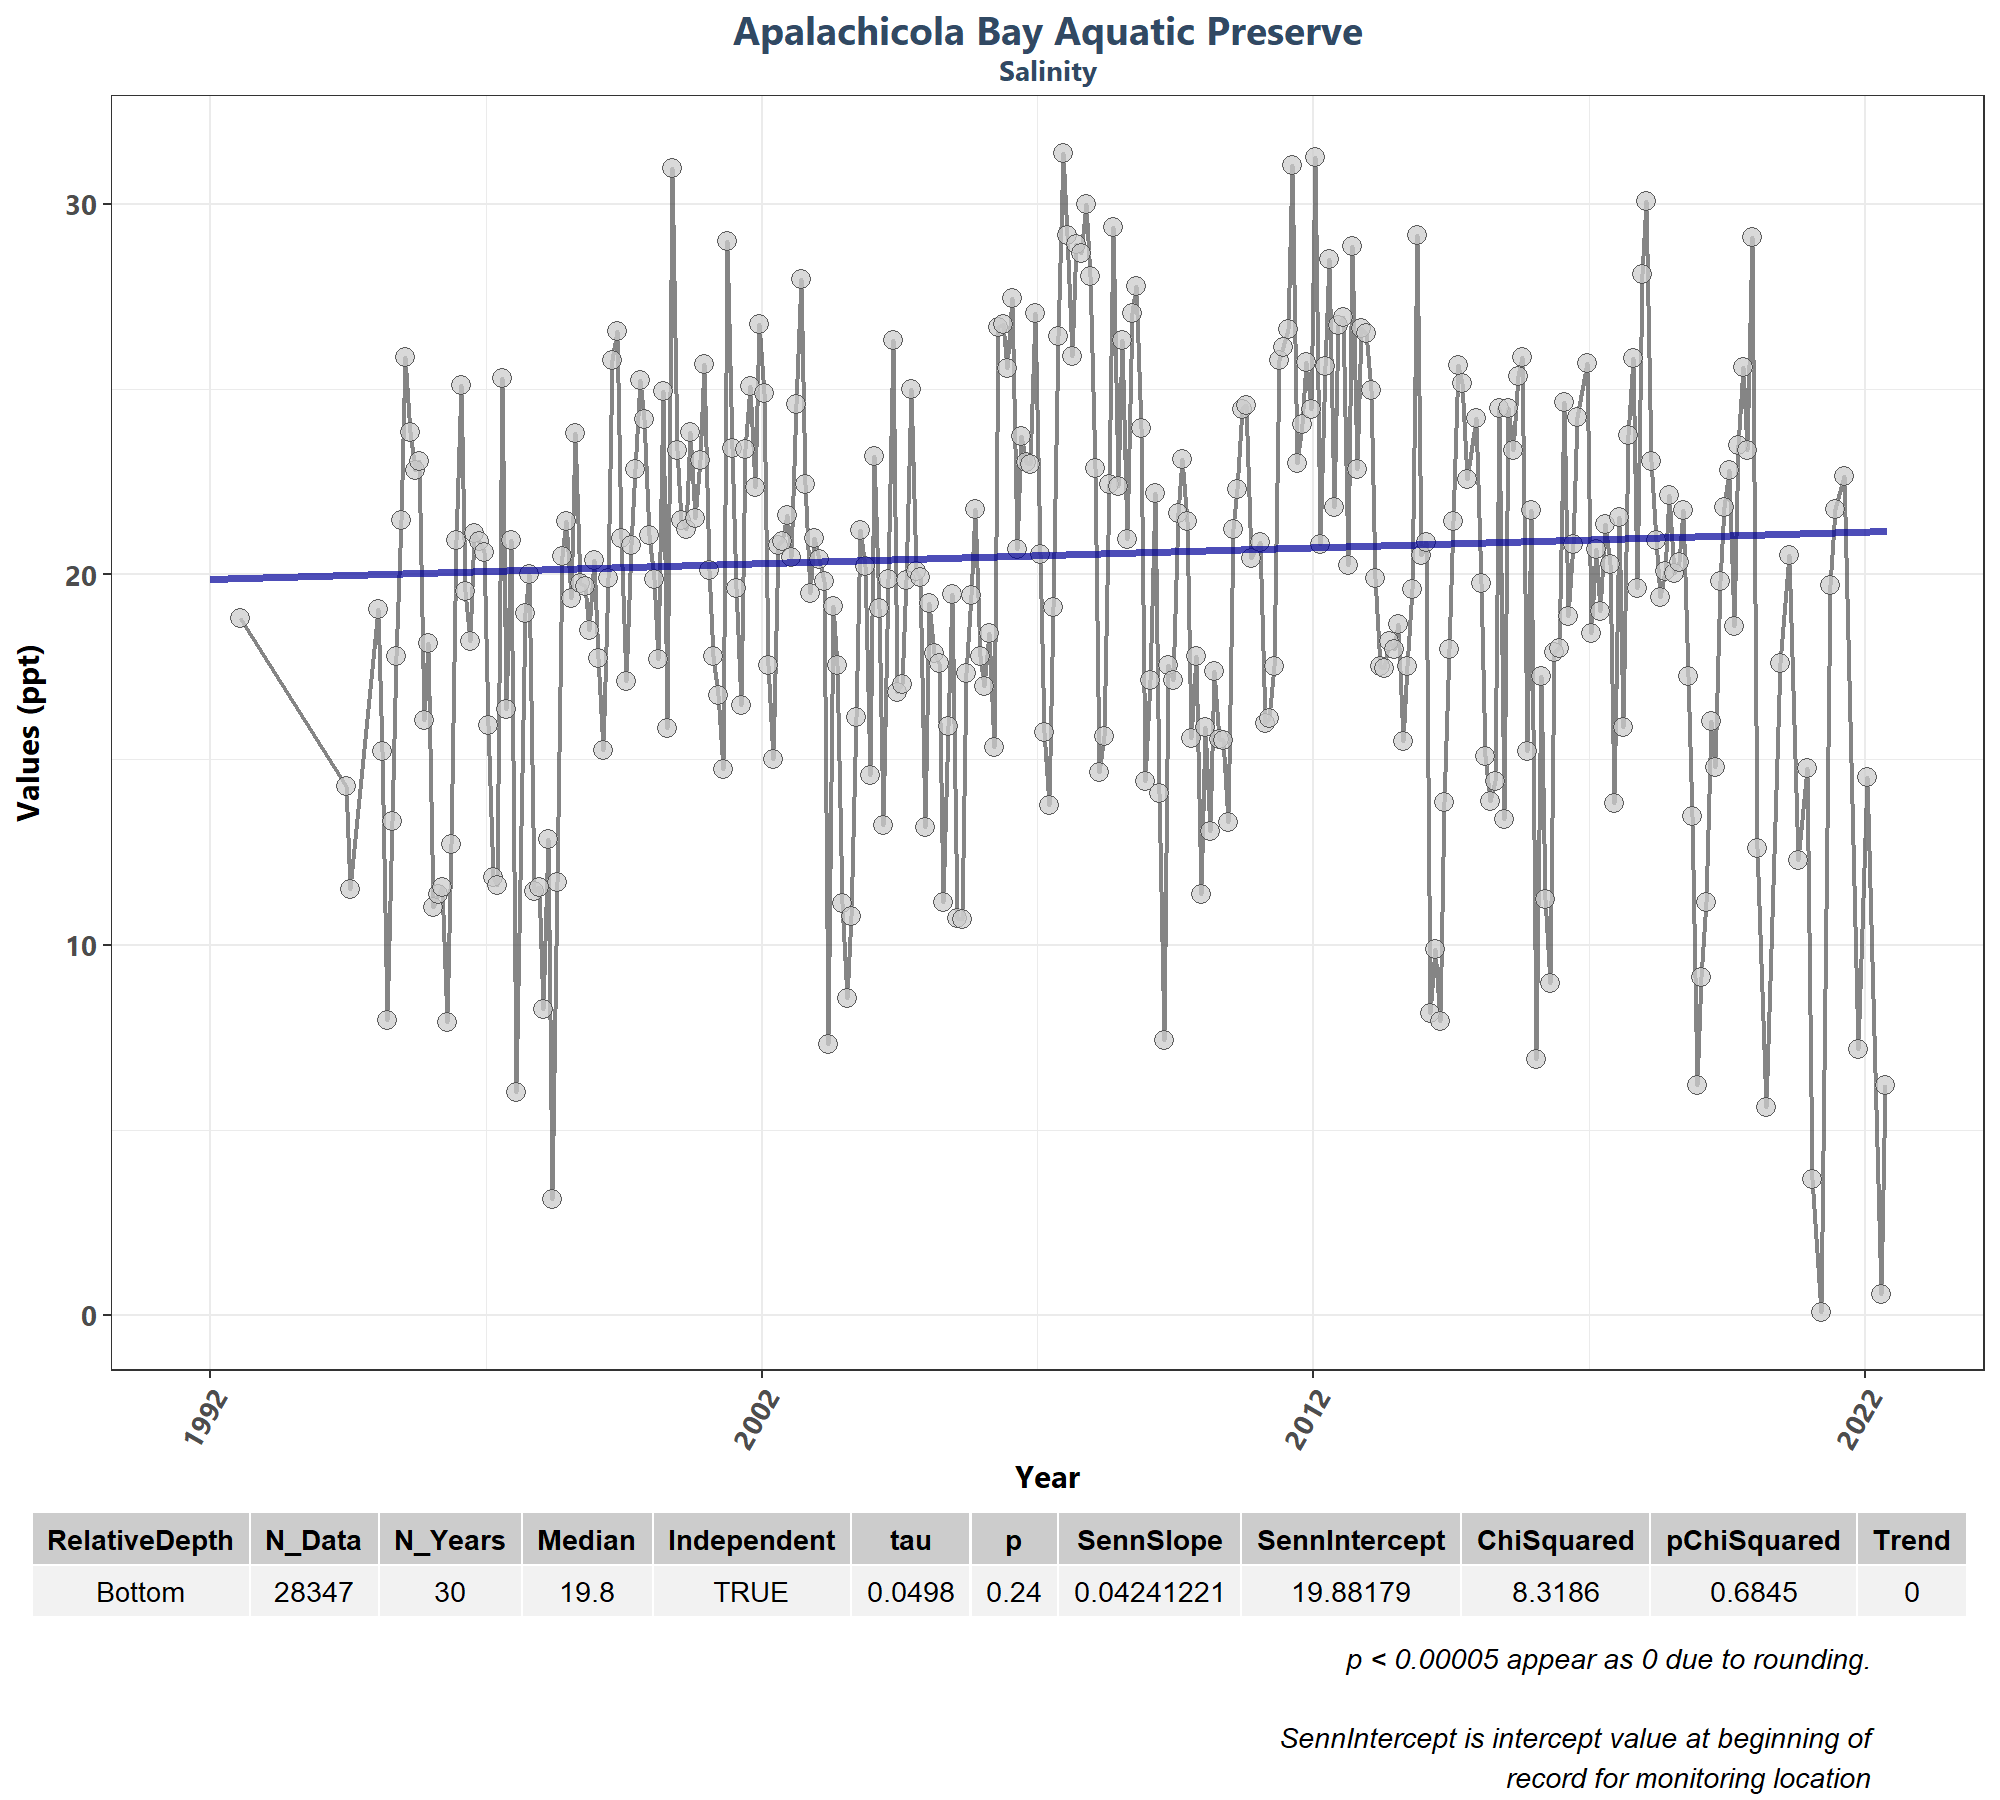 Apalachicola Bay Aquatic Preserve
Salinity
Values (ppt)
30
20
10
0
1992
2002
2012
2022
Year
RelativeDepth N_Data N_Years Median Independent tau p SennSlope SennIntercept ChiSquared pChiSquared Trend
Bottom 28347 30 19.8 TRUE 0.0498 0.24 0.04241221 19.88179 8.3186 0.6845 0
p < 0.00005 appear as 0 due to rounding.
SennIntercept is intercept value at beginning of
record for monitoring location